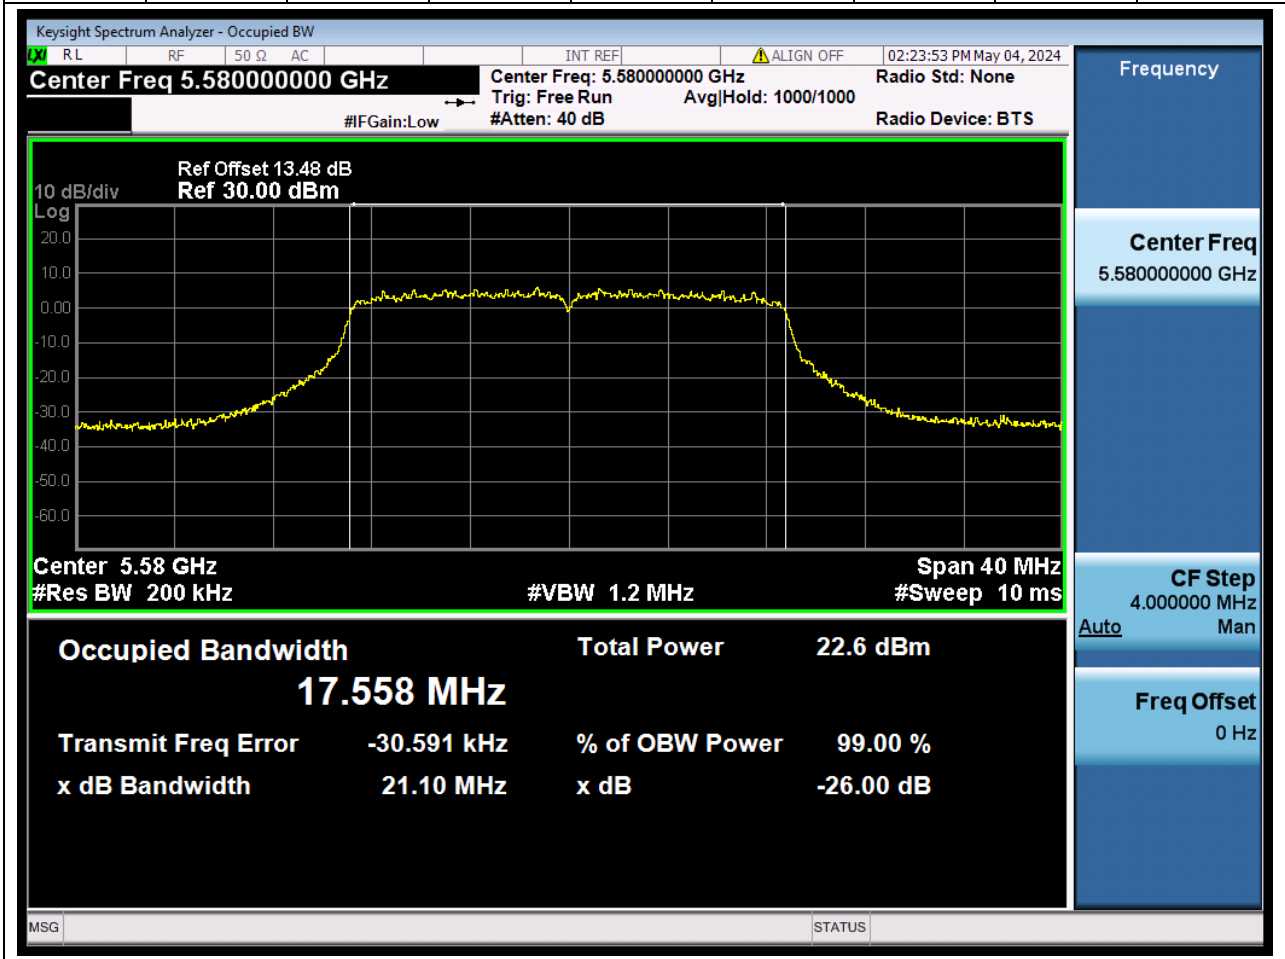 Keysight Spectrum Analyzer - Occupied BW
LXI RL RF 50 Ω AC INT REF ALIGN OFF 02:23:53 PM May 04, 2024
Center Freq 5.580000000 GHz
Center Freq: 5.580000000 GHz
Radio Std: None
Trig: Free Run Avg|Hold: 1000/1000
#IFGain:Low
#Atten: 40 dB
Radio Device: BTS
Ref Offset 13.48 dB
10 dB/div Ref 30.00 dBm
Log
20.0
10.0
0.00
-10.0
-20.0
-30.0
-40.0
-50.0
-60.0
Center 5.58 GHz Span 40 MHz
#Res BW 200 kHz #VBW 1.2 MHz #Sweep 10 ms
Occupied Bandwidth Total Power 22.6 dBm
17.558 MHz
Transmit Freq Error -30.591 kHz % of OBW Power 99.00 %
x dB Bandwidth 21.10 MHz x dB -26.00 dB
MSG STATUS
Frequency
Center Freq
5.580000000 GHz
CF Step
4.000000 MHz
Auto Man
Freq Offset
0 Hz